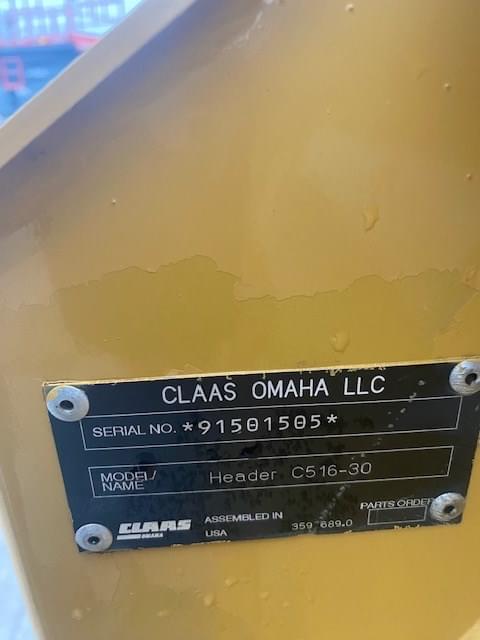 CLAAS OMAHA LLC
SERIAL NO. *91501505*
MODEL/ NAME Header C516-30
CLAAS OMAHA ASSEMBLED IN USA 359 689.0 PARTS ORDER